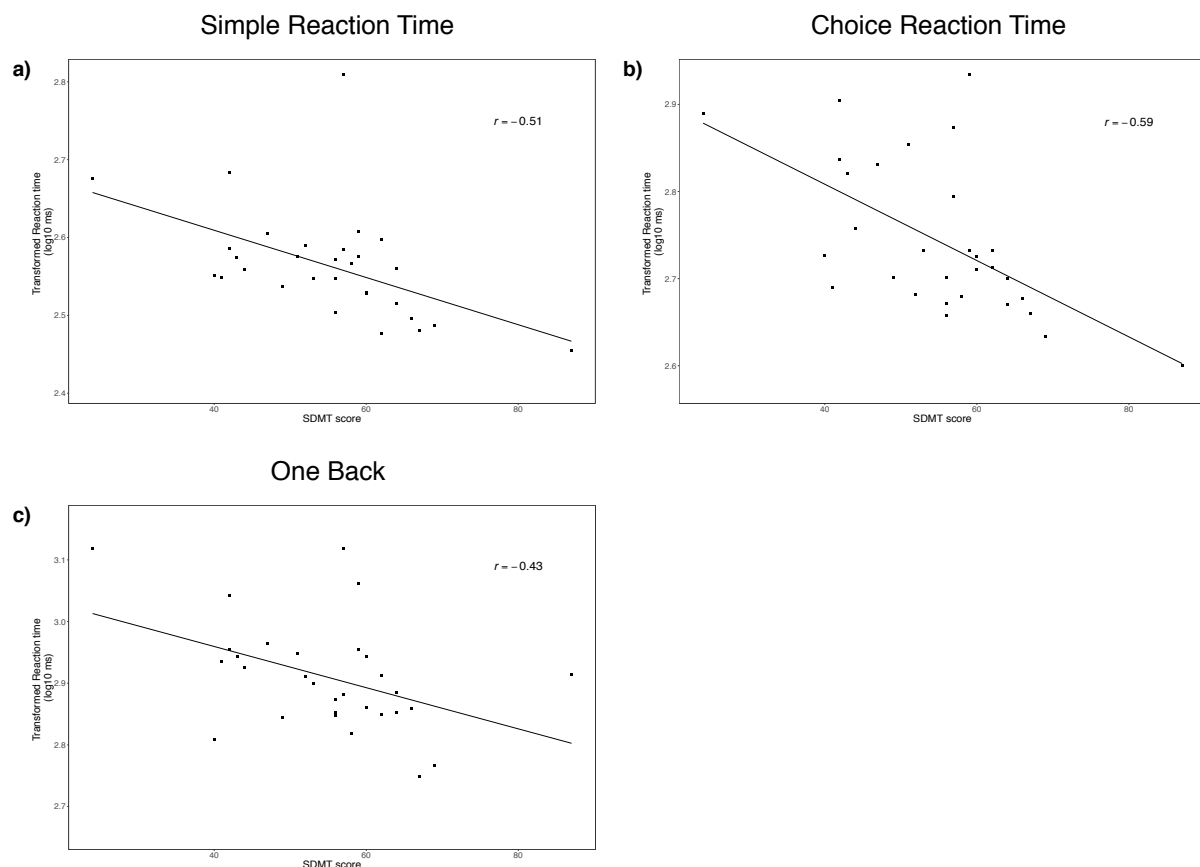 Simple Reaction Time
a)
2.8
2.7
2.6
2.5
2.4
Transformed Reaction time
(log10 ms)
r = −0.51
40
60
80
SDMT score
Choice Reaction Time
b)
2.9
2.8
2.7
2.6
Transformed Reaction time
(log10 ms)
r = −0.59
40
60
80
SDMT score
One Back
c)
3.1
3.0
2.9
2.8
2.7
Transformed Reaction time
(log10 ms)
r = −0.43
40
60
80
SDMT score